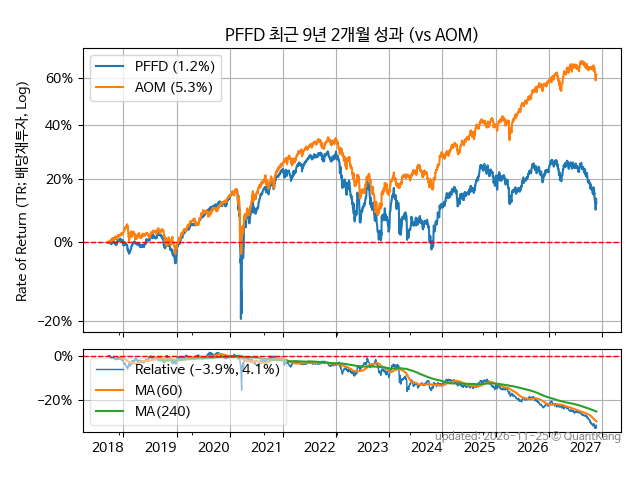 PFFD 최근 9년 2개월 성과 (vs AOM)
Rate of Return (TR: 배당재투자, Log)
60%
40%
20%
0%
−20%
PFFD (1.2%)
AOM (5.3%)
0%
−20%
Relative (−3.9%, 4.1%)
MA(60)
MA(240)
updated: 2026−11−25 © QuantKang
2018 2019 2020 2021 2022 2023 2024 2025 2026 2027